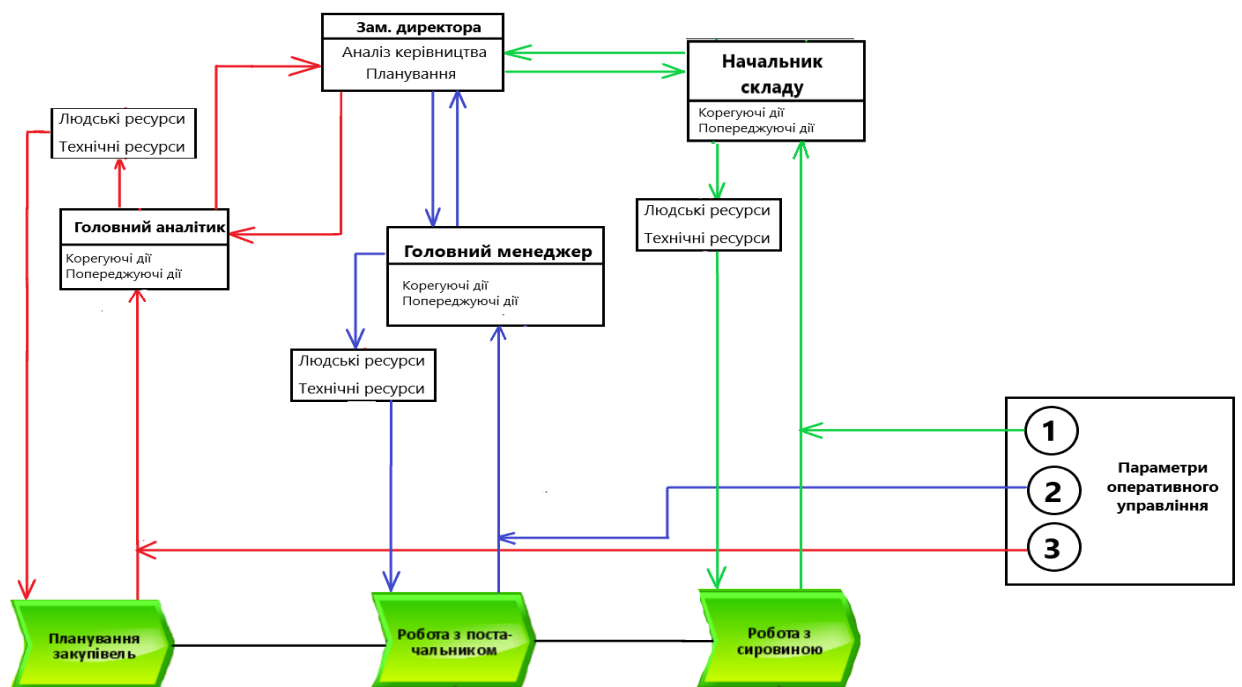 Зам. директора
Аналіз керівництва
Планування
Начальник
складу
Корегуючі дії
Попереджуючі дії
Людські ресурси
Технічні ресурси
Головний аналітик
Корегуючі дії
Попереджуючі дії
Людські ресурси
Технічні ресурси
Головний менеджер
Корегуючі дії
Попереджуючі дії
Людські ресурси
Технічні ресурси
1
2
3
Параметри
оперативного
управління
Планування
закупівель
Робота з поста-
чальником
Робота з
сировиною